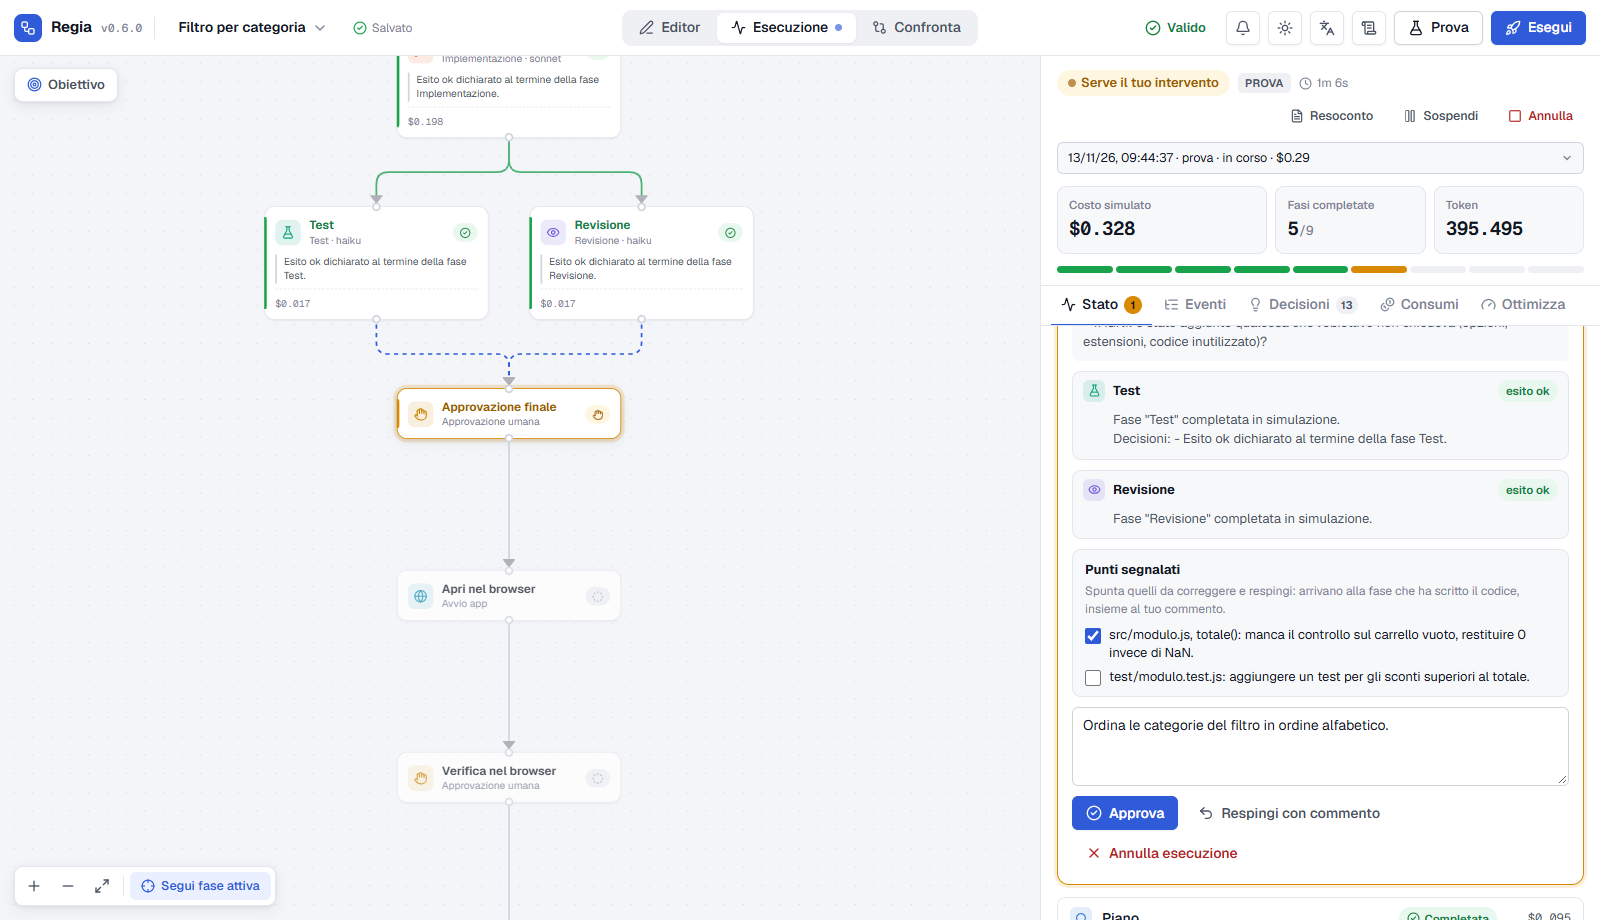 Regia v0.6.0
Filtro per categoria
Salvato
Editor
Esecuzione
Confronta
Valido
Prova
Esegui
Obiettivo
Implementazione · sonnet
Esito ok dichiarato al termine della fase
Implementazione.
$0.198
Test
Test · haiku
Esito ok dichiarato al termine della fase
Test.
$0.017
Revisione
Revisione · haiku
Esito ok dichiarato al termine della fase
Revisione.
$0.017
Approvazione finale
Approvazione umana
Apri nel browser
Avvio app
Verifica nel browser
Approvazione umana
Segui fase attiva
Serve il tuo intervento
PROVA
1m 6s
Resoconto
Sospendi
Annulla
13/11/26, 09:44:37 · prova · in corso · $0.29
Costo simulato
$0.328
Fasi completate
5/9
Token
395.495
Stato 1
Eventi
Decisioni 13
Consumi
Ottimizza
estensioni, codice inutilizzato)?
Test
esito ok
Fase "Test" completata in simulazione.
Decisioni: - Esito ok dichiarato al termine della fase Test.
Revisione
esito ok
Fase "Revisione" completata in simulazione.
Punti segnalati
Spunta quelli da correggere e respingi: arrivano alla fase che ha scritto il codice,
insieme al tuo commento.
src/modulo.js, totale(): manca il controllo sul carrello vuoto, restituire 0
invece di NaN.
test/modulo.test.js: aggiungere un test per gli sconti superiori al totale.
Ordina le categorie del filtro in ordine alfabetico.
Approva
Respingi con commento
Annulla esecuzione
Piano
Completata
$0.095